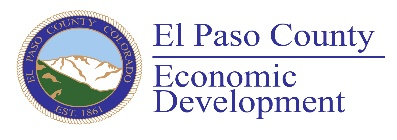 EL PASO COUNTY COLORADO
EST. 1861
El Paso County
Economic
Development